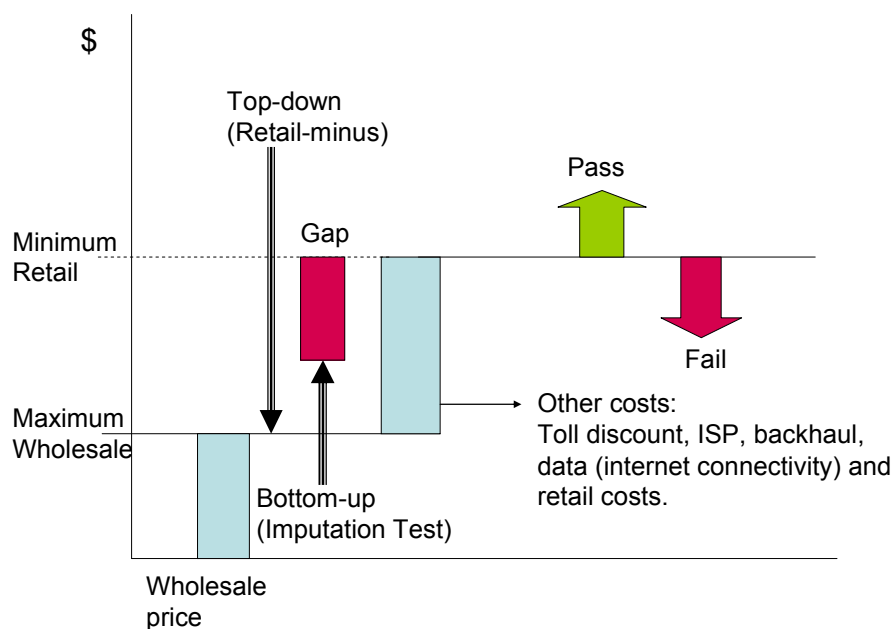 $
Top-down
(Retail-minus)
Pass
Gap
Minimum
Retail
Fail
Maximum
Wholesale
Other costs:
Toll discount, ISP, backhaul,
data (internet connectivity) and
retail costs.
Bottom-up
(Imputation Test)
Wholesale
price